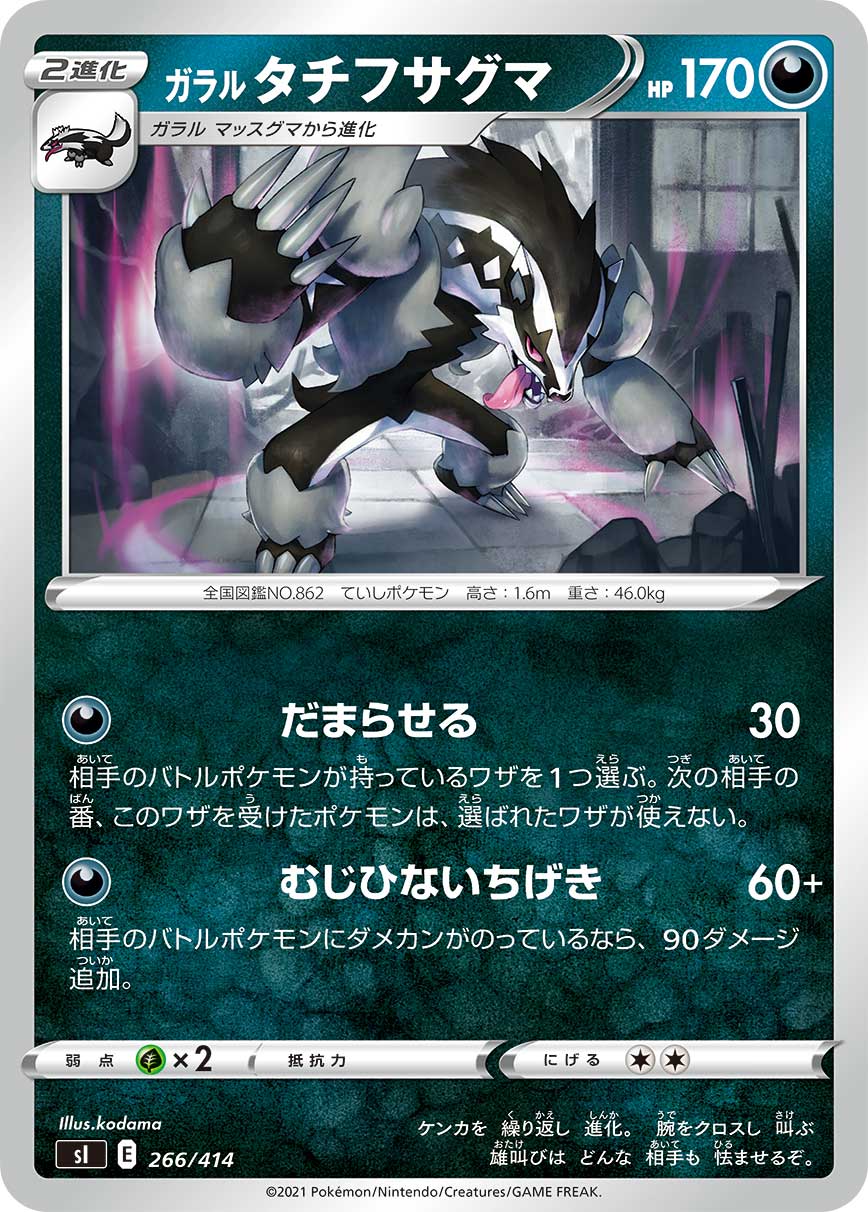 2進化
ガラル タチフサグマ HP 170
ガラル マッスグマから進化
全国図鑑NO.862 ていしポケモン 高さ：1.6m 重さ：46.0kg
だまらせる 30
相手のバトルポケモンが持っているワザを1つ選ぶ。次の相手の
番、このワザを受けたポケモンは、選ばれたワザが使えない。
むじひないちげき 60+
相手のバトルポケモンにダメカンがのっているなら、90ダメージ
追加。
弱点 ×2 抵抗力 にげる
Illus.kodama
ケンカを 繰り返し 進化。 腕をクロスし 叫ぶ
雄叫びは どんな 相手も 怯ませるぞ。
sI E 266/414
©2021 Pokémon/Nintendo/Creatures/GAME FREAK.